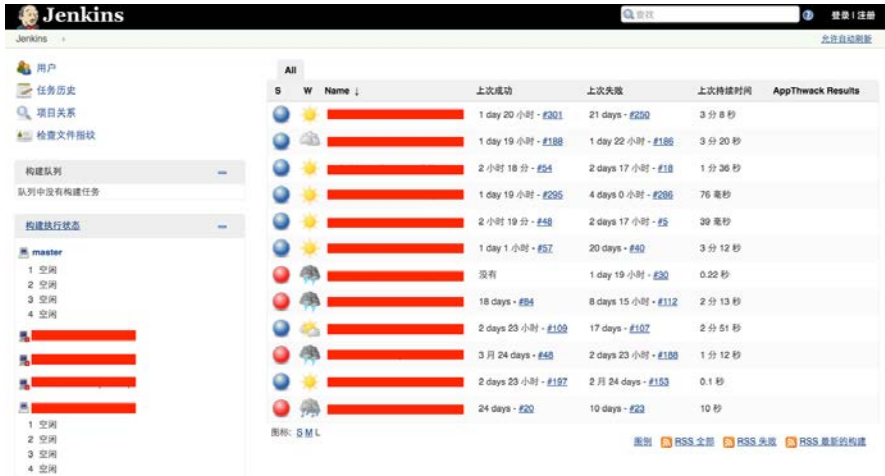 Jenkins
查找
登录 | 注册
Jenkins
允许自动刷新
用户
任务历史
项目关系
检查文件指纹
构建队列
队列中没有构建任务
构建执行状态
master
1 空闲
2 空闲
3 空闲
4 空闲
1 空闲
2 空闲
3 空闲
4 空闲
All
S W Name ↓ 上次成功 上次失败 上次持续时间 AppThwack Results
1 day 20 小时 - #301 21 days - #250 3 分 8 秒
1 day 19 小时 - #188 1 day 22 小时 - #186 3 分 20 秒
2 小时 18 分 - #54 2 days 17 小时 - #18 1 分 36 秒
1 day 19 小时 - #295 4 days 0 小时 - #286 76 毫秒
2 小时 19 分 - #48 2 days 17 小时 - #5 39 毫秒
1 day 1 小时 - #57 20 days - #40 3 分 12 秒
没有 1 day 19 小时 - #30 0.22 秒
18 days - #84 8 days 15 小时 - #112 2 分 13 秒
2 days 23 小时 - #109 17 days - #107 2 分 51 秒
3 月 24 days - #48 2 days 23 小时 - #188 1 分 12 秒
2 days 23 小时 - #197 2 月 24 days - #153 0.1 秒
24 days - #20 10 days - #23 10 秒
图标: S M L
图例 RSS 全部 RSS 失败 RSS 最新的构建